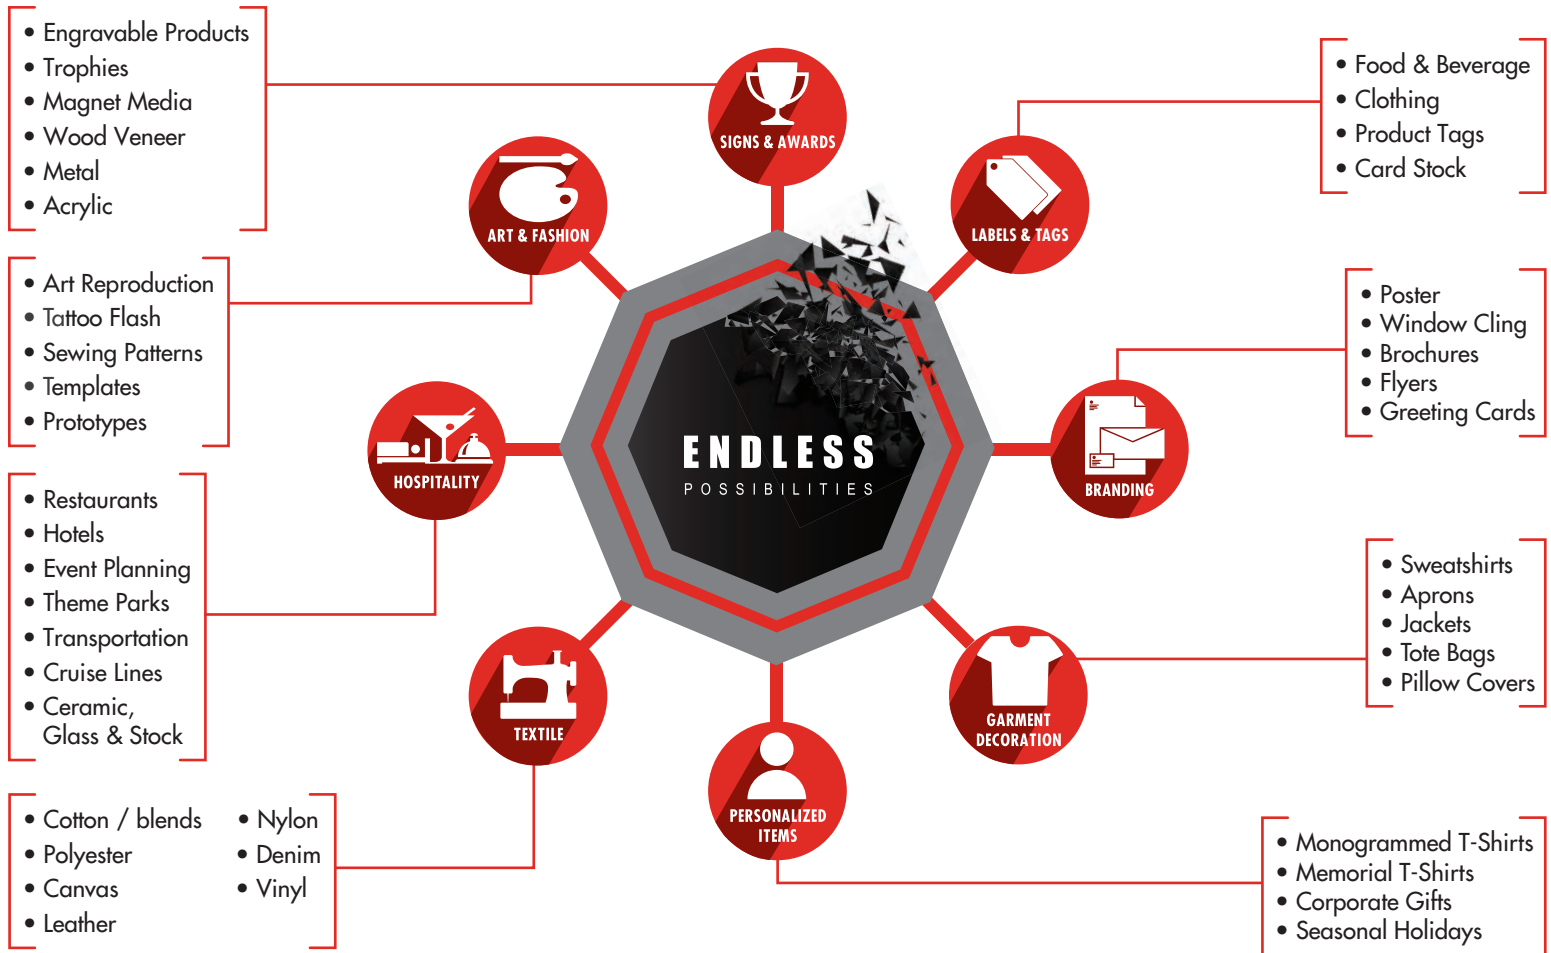 • Engravable Products
• Trophies
• Magnet Media
• Wood Veneer
• Metal
• Acrylic
SIGNS & AWARDS
• Food & Beverage
• Clothing
• Product Tags
• Card Stock
LABELS & TAGS
ART & FASHION
• Art Reproduction
• Tattoo Flash
• Sewing Patterns
• Templates
• Prototypes
• Poster
• Window Cling
• Brochures
• Flyers
• Greeting Cards
BRANDING
HOSPITALITY
ENDLESS
POSSIBILITIES
• Restaurants
• Hotels
• Event Planning
• Theme Parks
• Transportation
• Cruise Lines
• Ceramic,
Glass & Stock
• Sweatshirts
• Aprons
• Jackets
• Tote Bags
• Pillow Covers
GARMENT
DECORATION
TEXTILE
• Cotton / blends
• Polyester
• Canvas
• Leather
• Nylon
• Denim
• Vinyl
PERSONALIZED
ITEMS
• Monogrammed T-Shirts
• Memorial T-Shirts
• Corporate Gifts
• Seasonal Holidays